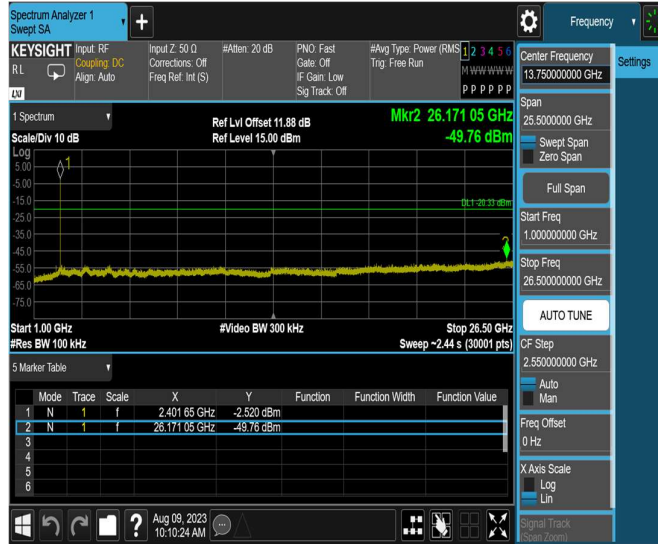 Spectrum Analyzer 1
Swept SA
Frequency
KEYSIGHT
RL
LXI
Input: RF
Coupling: DC
Align: Auto
Input Z: 50 Ω
Corrections: Off
Freq Ref: Int (S)
#Atten: 20 dB
PNO: Fast
Gate: Off
IF Gain: Low
Sig Track: Off
#Avg Type: Power (RMS
Trig: Free Run
1 2 3 4 5 6
M W W W W W
P P P P P P
1 Spectrum
Scale/Div 10 dB
Ref Lvl Offset 11.88 dB
Ref Level 15.00 dBm
Mkr2 26.171 05 GHz
-49.76 dBm
Log
5.00
-5.00
-15.0
-25.0
-35.0
-45.0
-55.0
-65.0
-75.0
1
DL1 -20.33 dBm
2
Start 1.00 GHz
#Res BW 100 kHz
#Video BW 300 kHz
Stop 26.50 GHz
Sweep ~2.44 s (30001 pts)
5 Marker Table
Mode Trace Scale X Y Function Function Width Function Value
1 N 1 f 2.401 65 GHz -2.520 dBm
2 N 1 f 26.171 05 GHz -49.76 dBm
3
4
5
6
Center Frequency
13.750000000 GHz
Settings
Span
25.5000000 GHz
Swept Span
Zero Span
Full Span
Start Freq
1.000000000 GHz
Stop Freq
26.500000000 GHz
AUTO TUNE
CF Step
2.550000000 GHz
Auto
Man
Freq Offset
0 Hz
X Axis Scale
Log
Lin
Signal Track
(Span Zoom)
?
Aug 09, 2023
10:10:24 AM